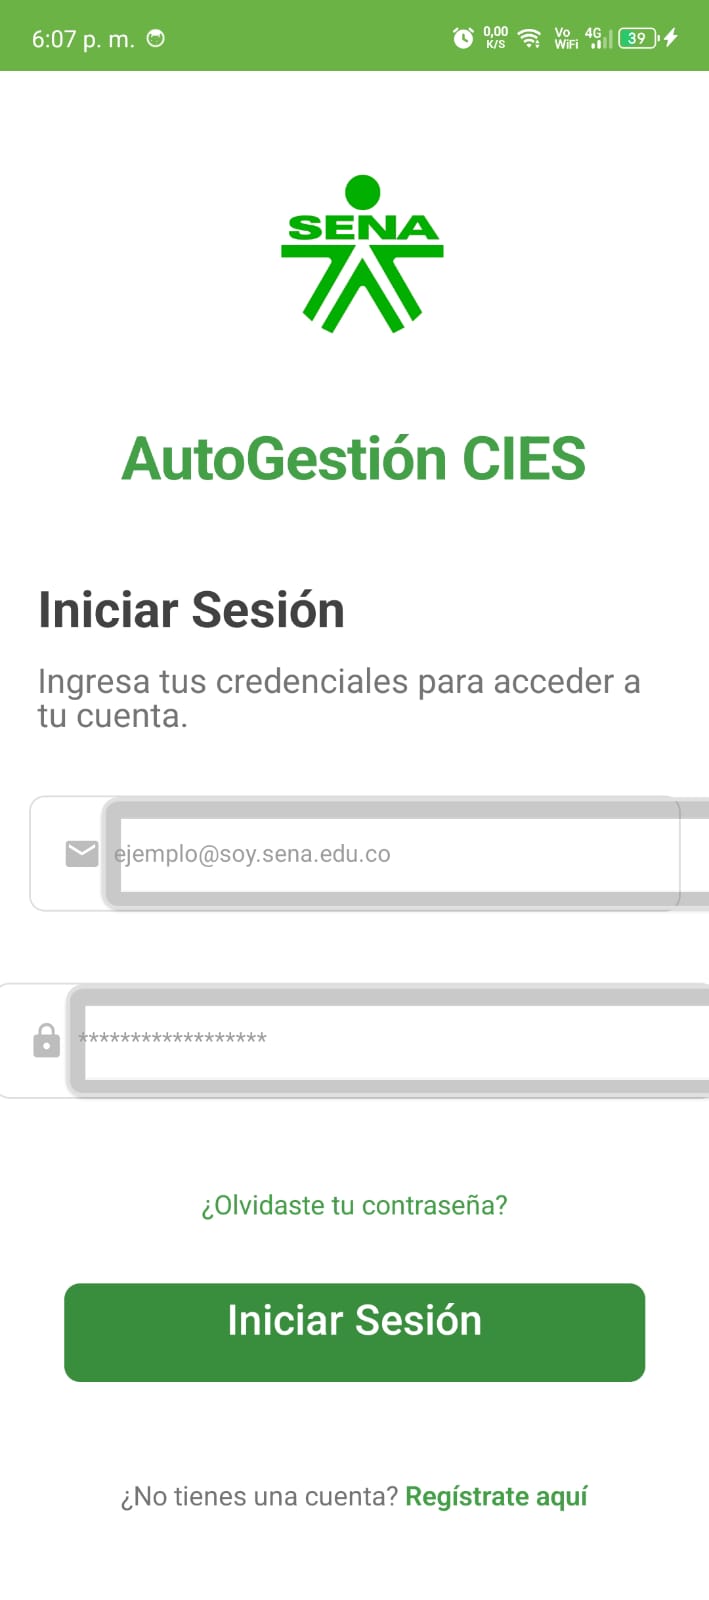 6:07 p. m.
0,00 K/S
Vo WiFi
4G
39
SENA
AutoGestión CIES
Iniciar Sesión
Ingresa tus credenciales para acceder a
tu cuenta.
ejemplo@soy.sena.edu.co
******************
¿Olvidaste tu contraseña?
Iniciar Sesión
¿No tienes una cuenta? Regístrate aquí